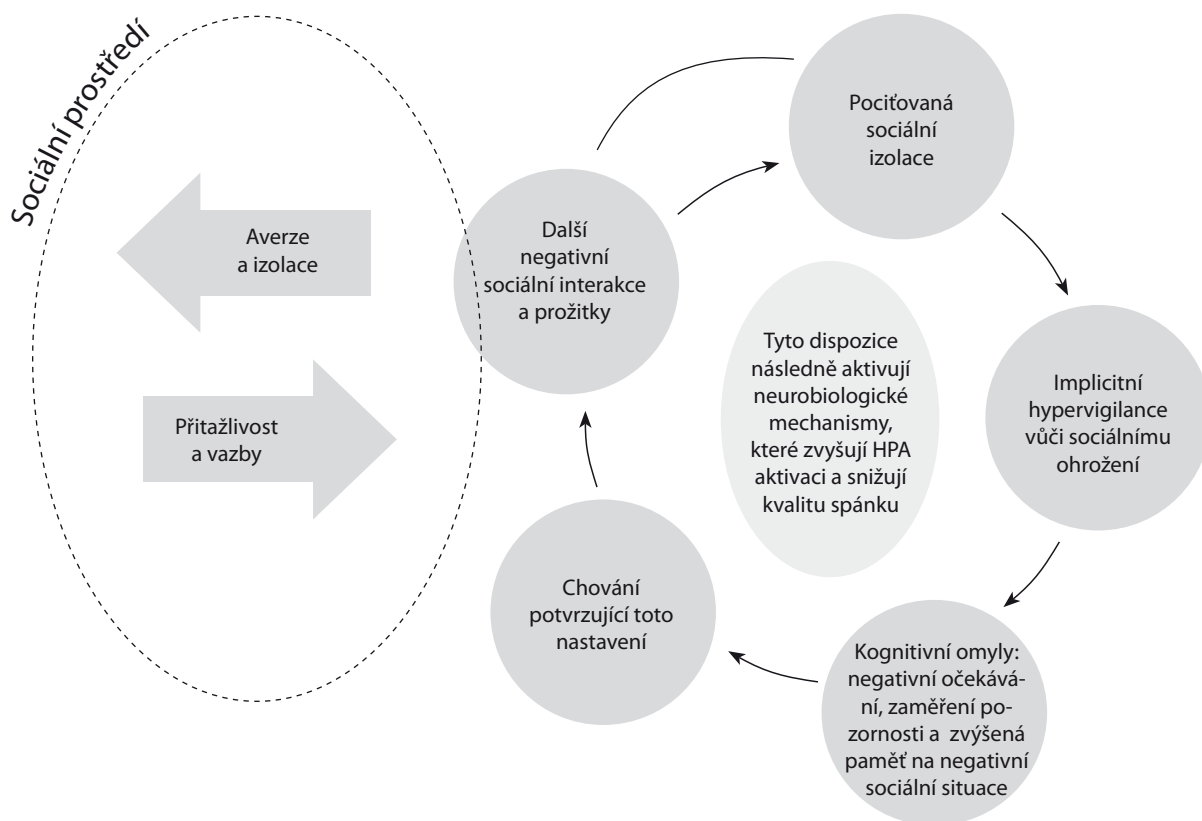 Sociální prostředí
Averze
a izolace
Přitažlivost
a vazby
Další
negativní
sociální interakce
a prožitky
Pociťovaná
sociální
izolace
Implicitní
hypervigilance
vůči sociálnímu
ohrožení
Kognitivní omyly:
negativní očekává-
ní, zaměření po-
zornosti a zvýšená
paměť na negativní
sociální situace
Chování
potvrzující toto
nastavení
Tyto dispozice
následně aktivují
neurobiologické
mechanismy,
které zvyšují HPA
aktivaci a snižují
kvalitu spánku